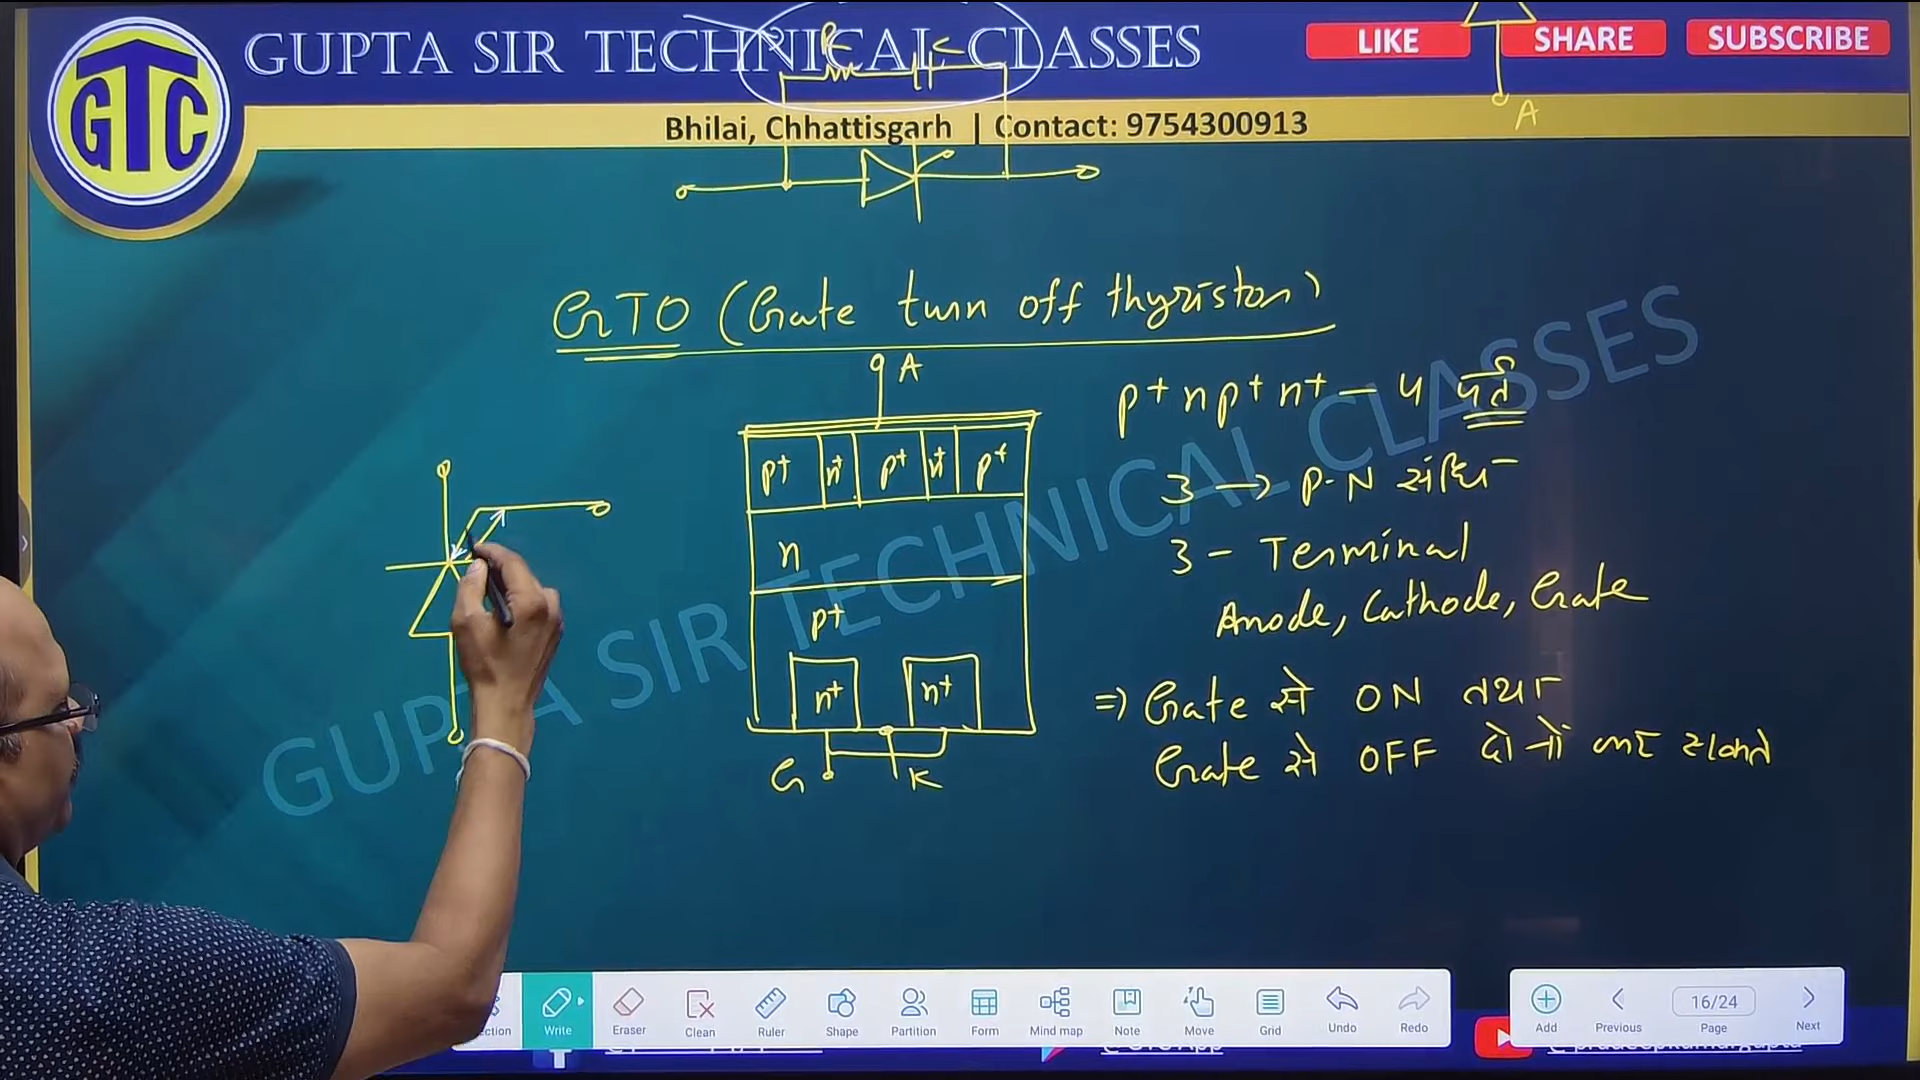 GTC
GUPTA SIR TECHNICAL CLASSES
LIKE
SHARE
SUBSCRIBE
R C
A
Bhilai, Chhattisgarh | Contact: 9754300913
GTO (Gate turn off thyristor)
A
p+ n+ p+ n+ p+
n
p+
n+ n+
G K
p+ n p+ n+ — 4 पर्त
3 → P-N संधि
3 - Terminal
Anode, Cathode, Gate
⇒ Gate से ON तथा
Gate से OFF दोनों कर सकते
GUPTA SIR TECHNICAL CLASSES
Write
Eraser
Clean
Ruler
Shape
Partition
Form
Mind map
Note
Move
Grid
Undo
Redo
Add
Previous
16/24
Page
Next